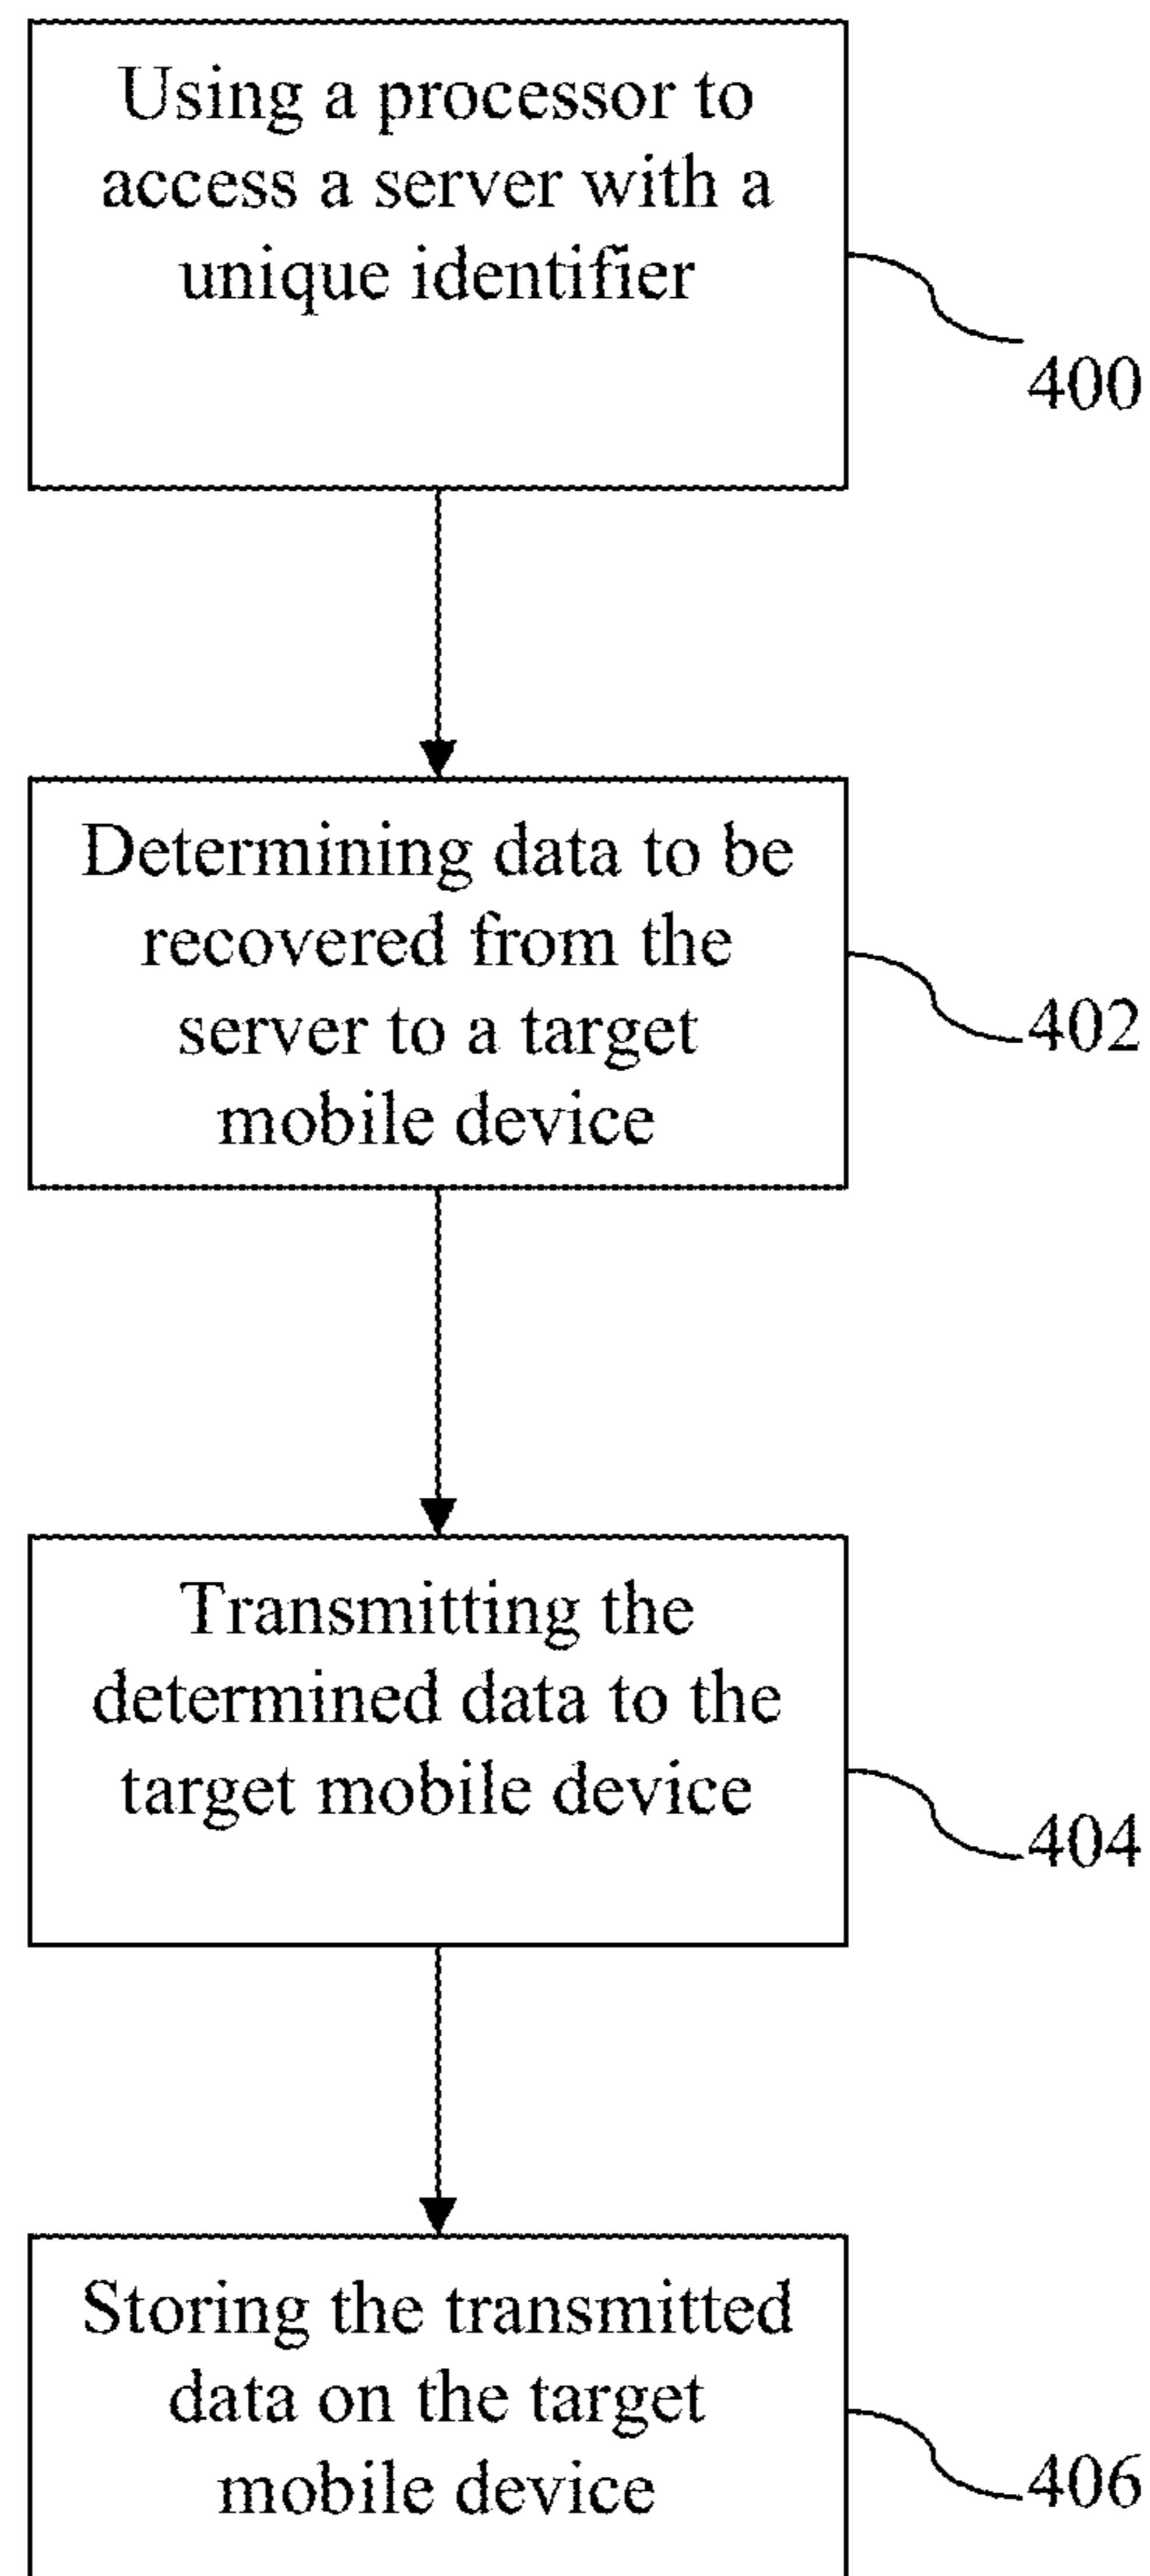 Using a processor to
access a server with a
unique identifier
400
Determining data to be
recovered from the
server to a target
mobile device
402
Transmitting the
determined data to the
target mobile device
404
Storing the transmitted
data on the target
mobile device
406